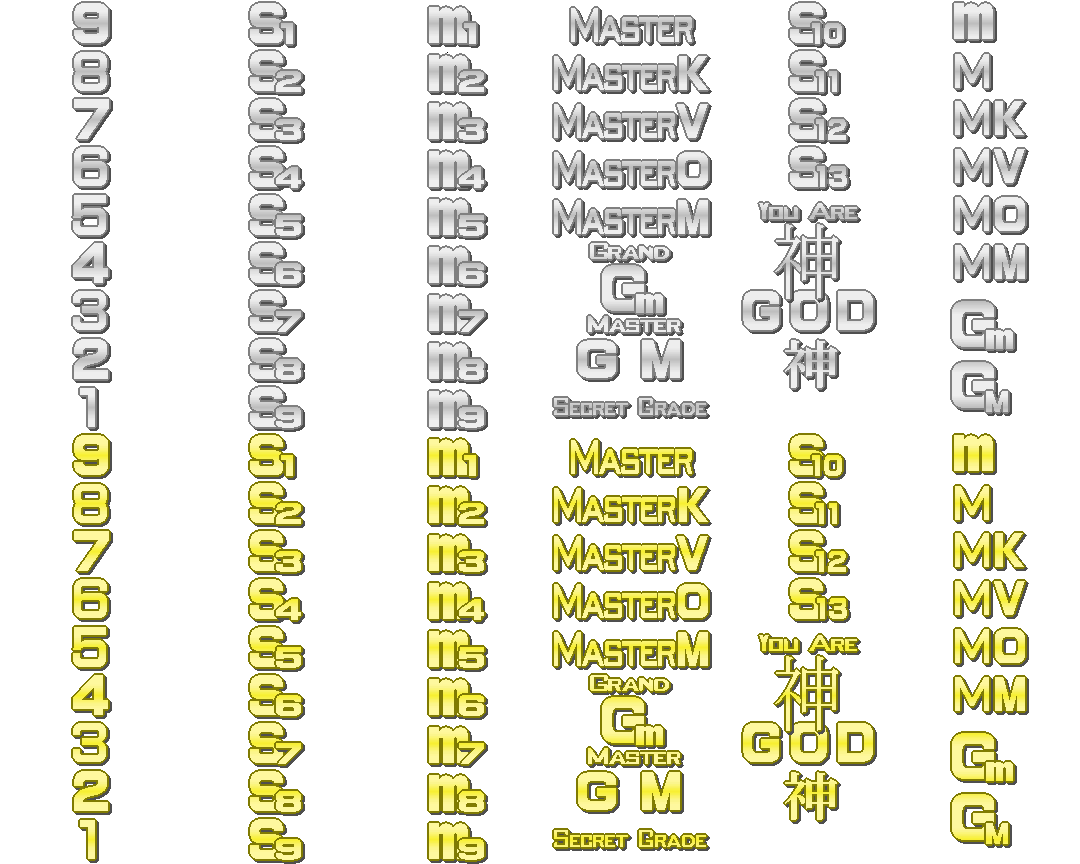 9 S1 m1 MASTER S10 m
8 S2 m2 MASTERK S11 M
7 S3 m3 MASTERV S12 MK
6 S4 m4 MASTERO S13 MV
5 S5 m5 MASTERM YOU ARE MO
4 S6 m6 GRAND 神 MM
3 S7 m7 Gm GOD Gm
MASTER
2 S8 m8 G M 神 GM
1 S9 m9 SECRET GRADE
9 S1 m1 MASTER S10 m
8 S2 m2 MASTERK S11 M
7 S3 m3 MASTERV S12 MK
6 S4 m4 MASTERO S13 MV
5 S5 m5 MASTERM YOU ARE MO
4 S6 m6 GRAND 神 MM
3 S7 m7 Gm GOD Gm
MASTER
2 S8 m8 G M 神 GM
1 S9 m9 SECRET GRADE